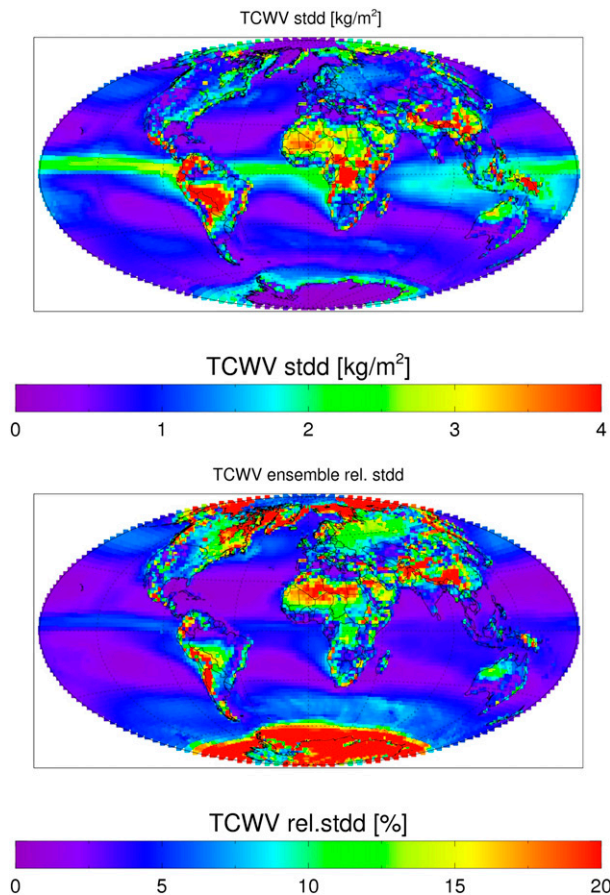 TCWV stdd [kg/m²]
TCWV stdd [kg/m²]
0 1 2 3 4
TCWV ensemble rel. stdd
TCWV rel.stdd [%]
0 5 10 15 20